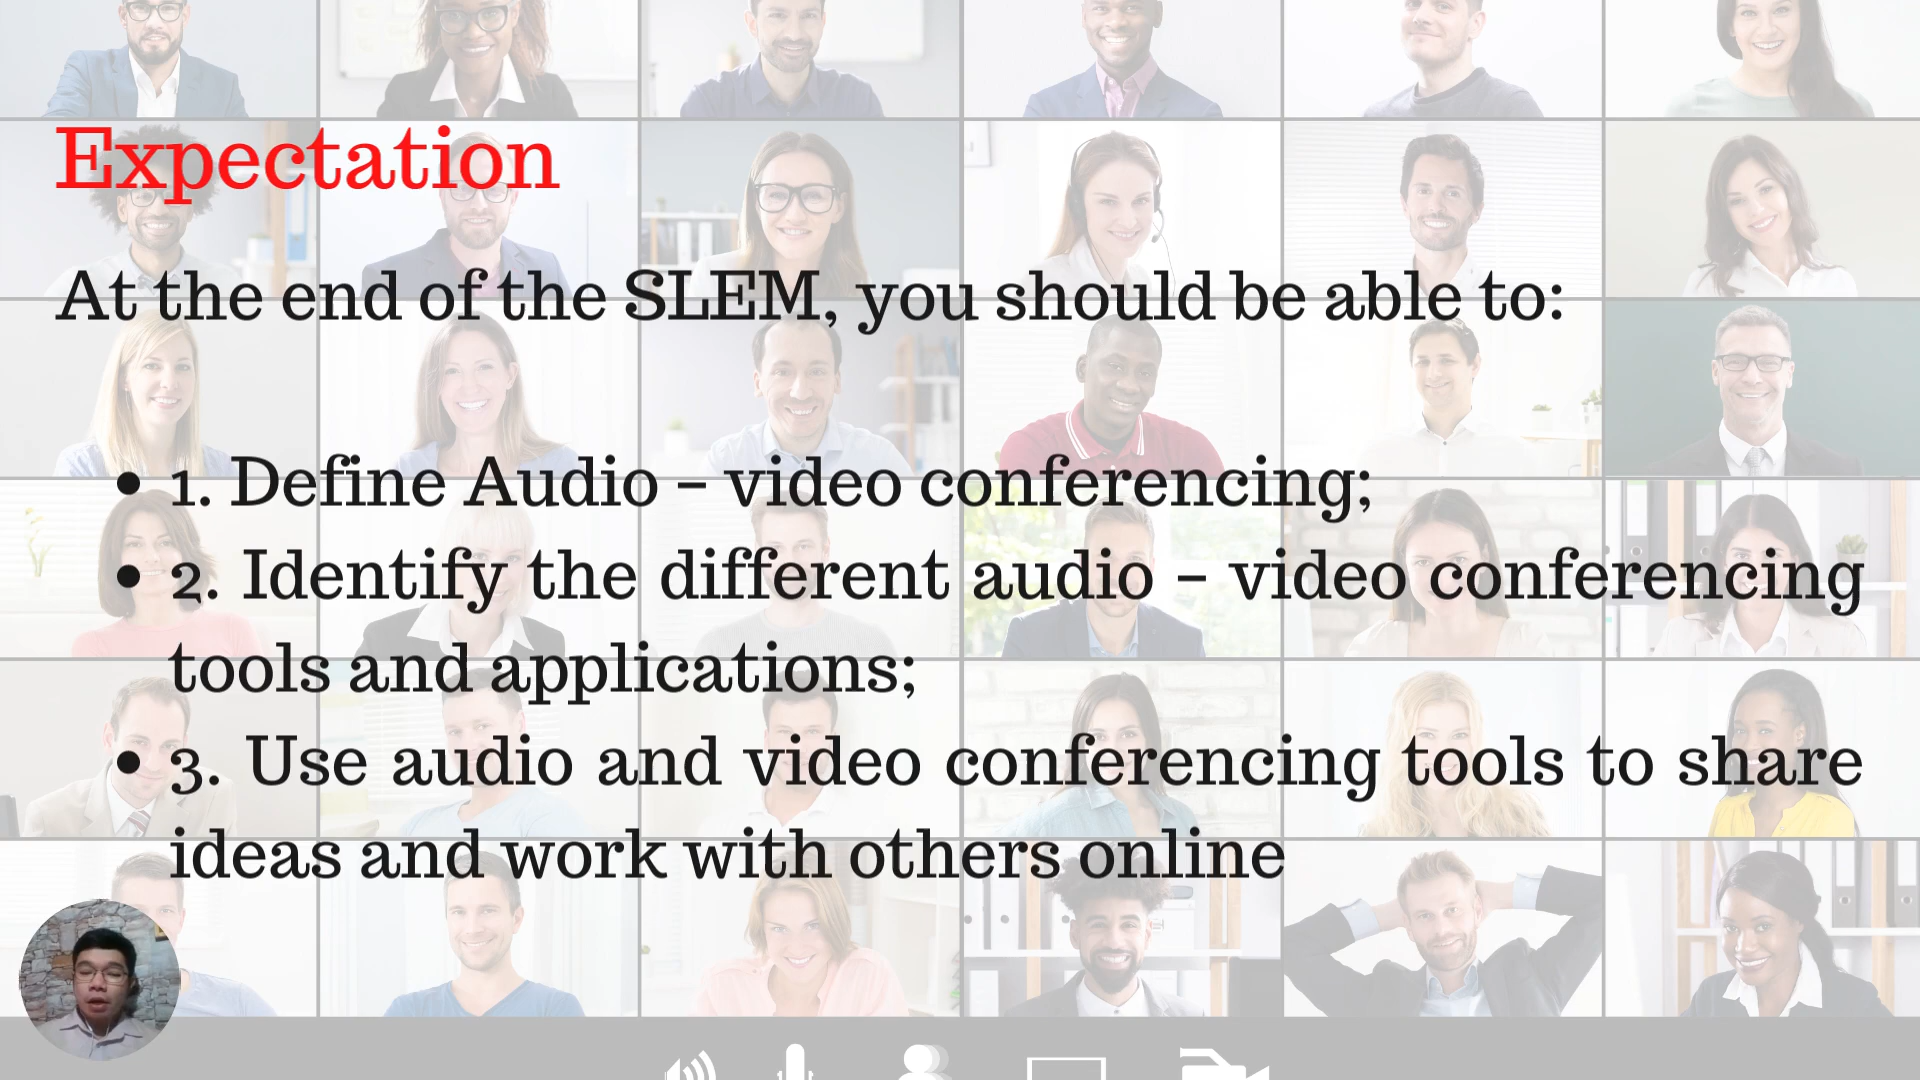 Expectation
At the end of the SLEM, you should be able to:
• 1. Define Audio – video conferencing;
• 2. Identify the different audio – video conferencing
tools and applications;
• 3. Use audio and video conferencing tools to share
ideas and work with others online